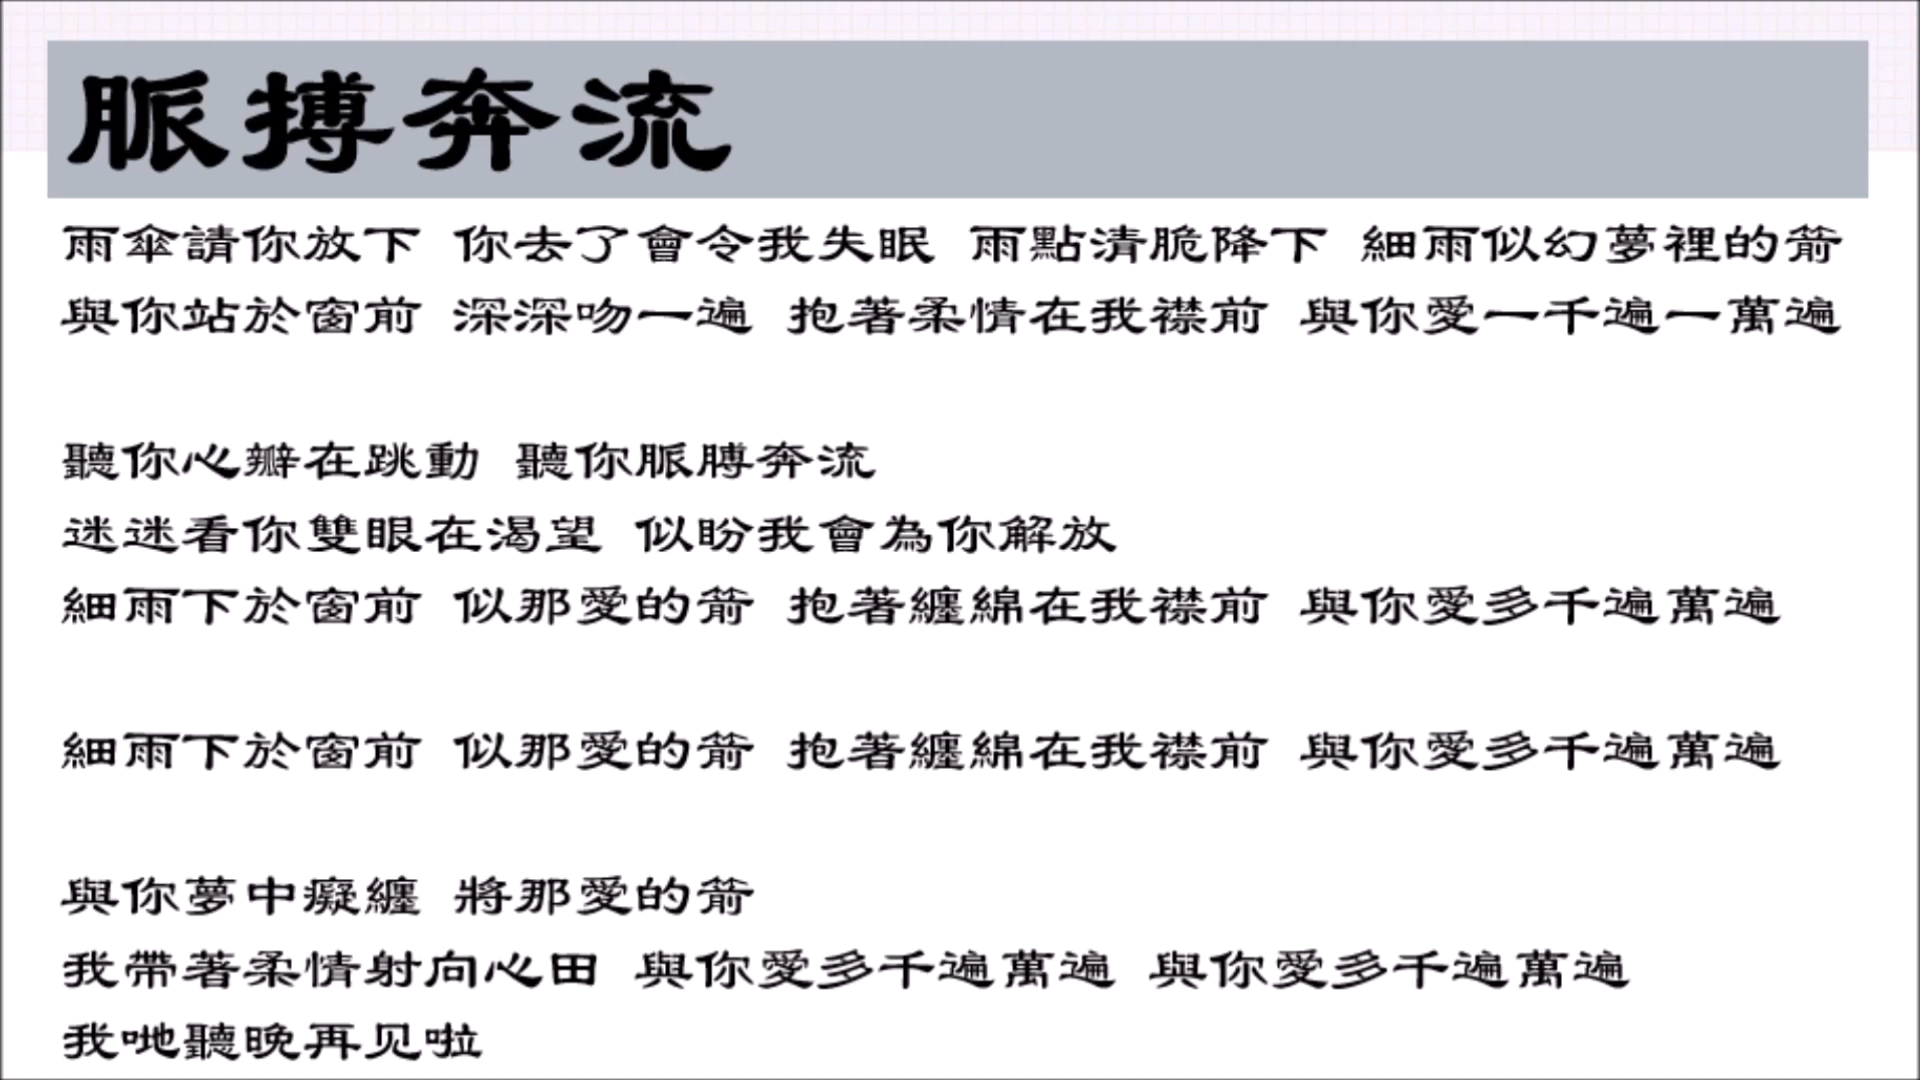 脈搏奔流
雨傘請你放下 你去了會令我失眠 雨點清脆降下 細雨似幻夢裡的箭
與你站於窗前 深深吻一遍 抱著柔情在我襟前 與你愛一千遍一萬遍
聽你心瓣在跳動 聽你脈膊奔流
迷迷看你雙眼在渴望 似盼我會為你解放
細雨下於窗前 似那愛的箭 抱著纏綿在我襟前 與你愛多千遍萬遍
細雨下於窗前 似那愛的箭 抱著纏綿在我襟前 與你愛多千遍萬遍
與你夢中癡纏 將那愛的箭
我帶著柔情射向心田 與你愛多千遍萬遍 與你愛多千遍萬遍
我哋聽晚再见啦